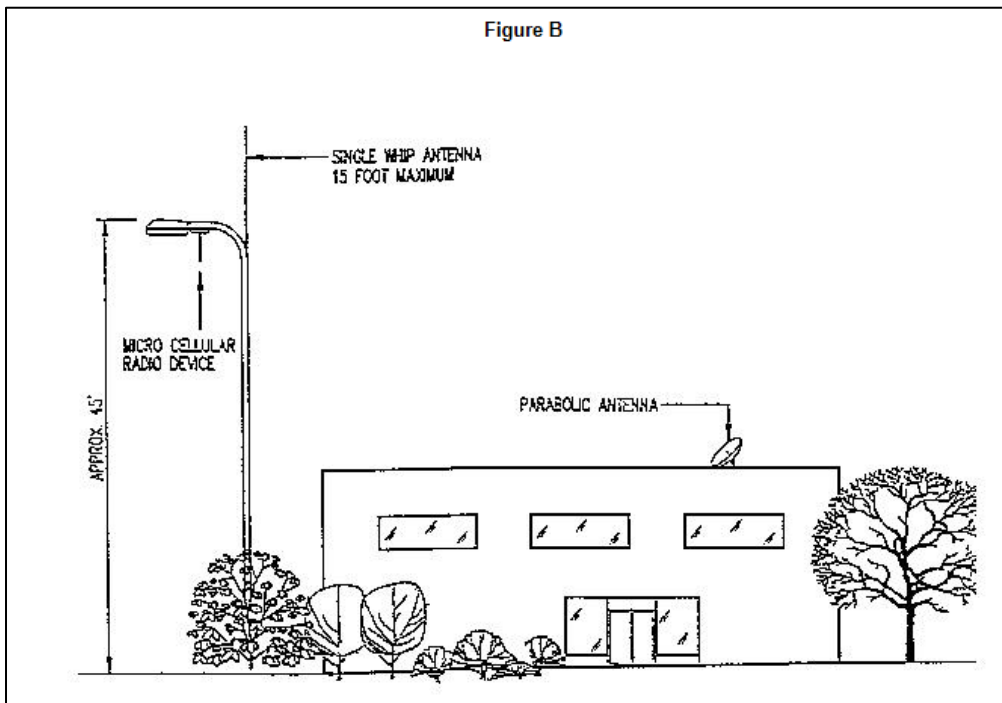 Figure B
SINGLE WHIP ANTENNA
15 FOOT MAXIMUM
MICRO CELLULAR
RADIO DEVICE
PARABOLIC ANTENNA
APPROX. 45'